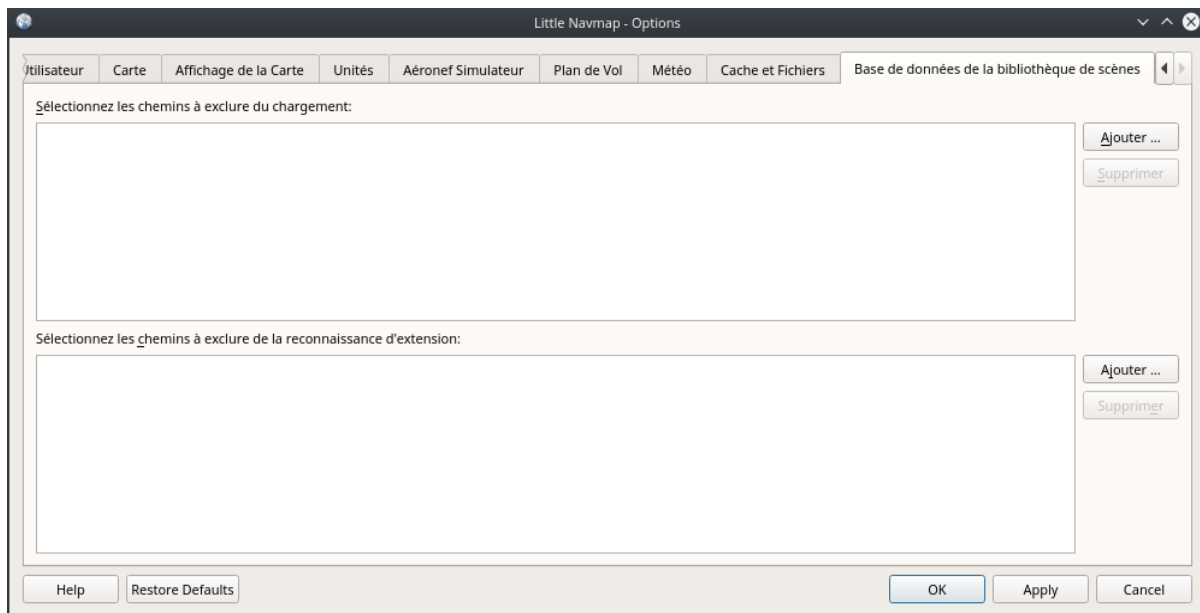 Little Navmap - Options
Utilisateur Carte Affichage de la Carte Unités Aéronef Simulateur Plan de Vol Météo Cache et Fichiers Base de données de la bibliothèque de scènes
Sélectionnez les chemins à exclure du chargement:
Ajouter ...
Supprimer
Sélectionnez les chemins à exclure de la reconnaissance d'extension:
Ajouter ...
Supprimer
Help Restore Defaults OK Apply Cancel